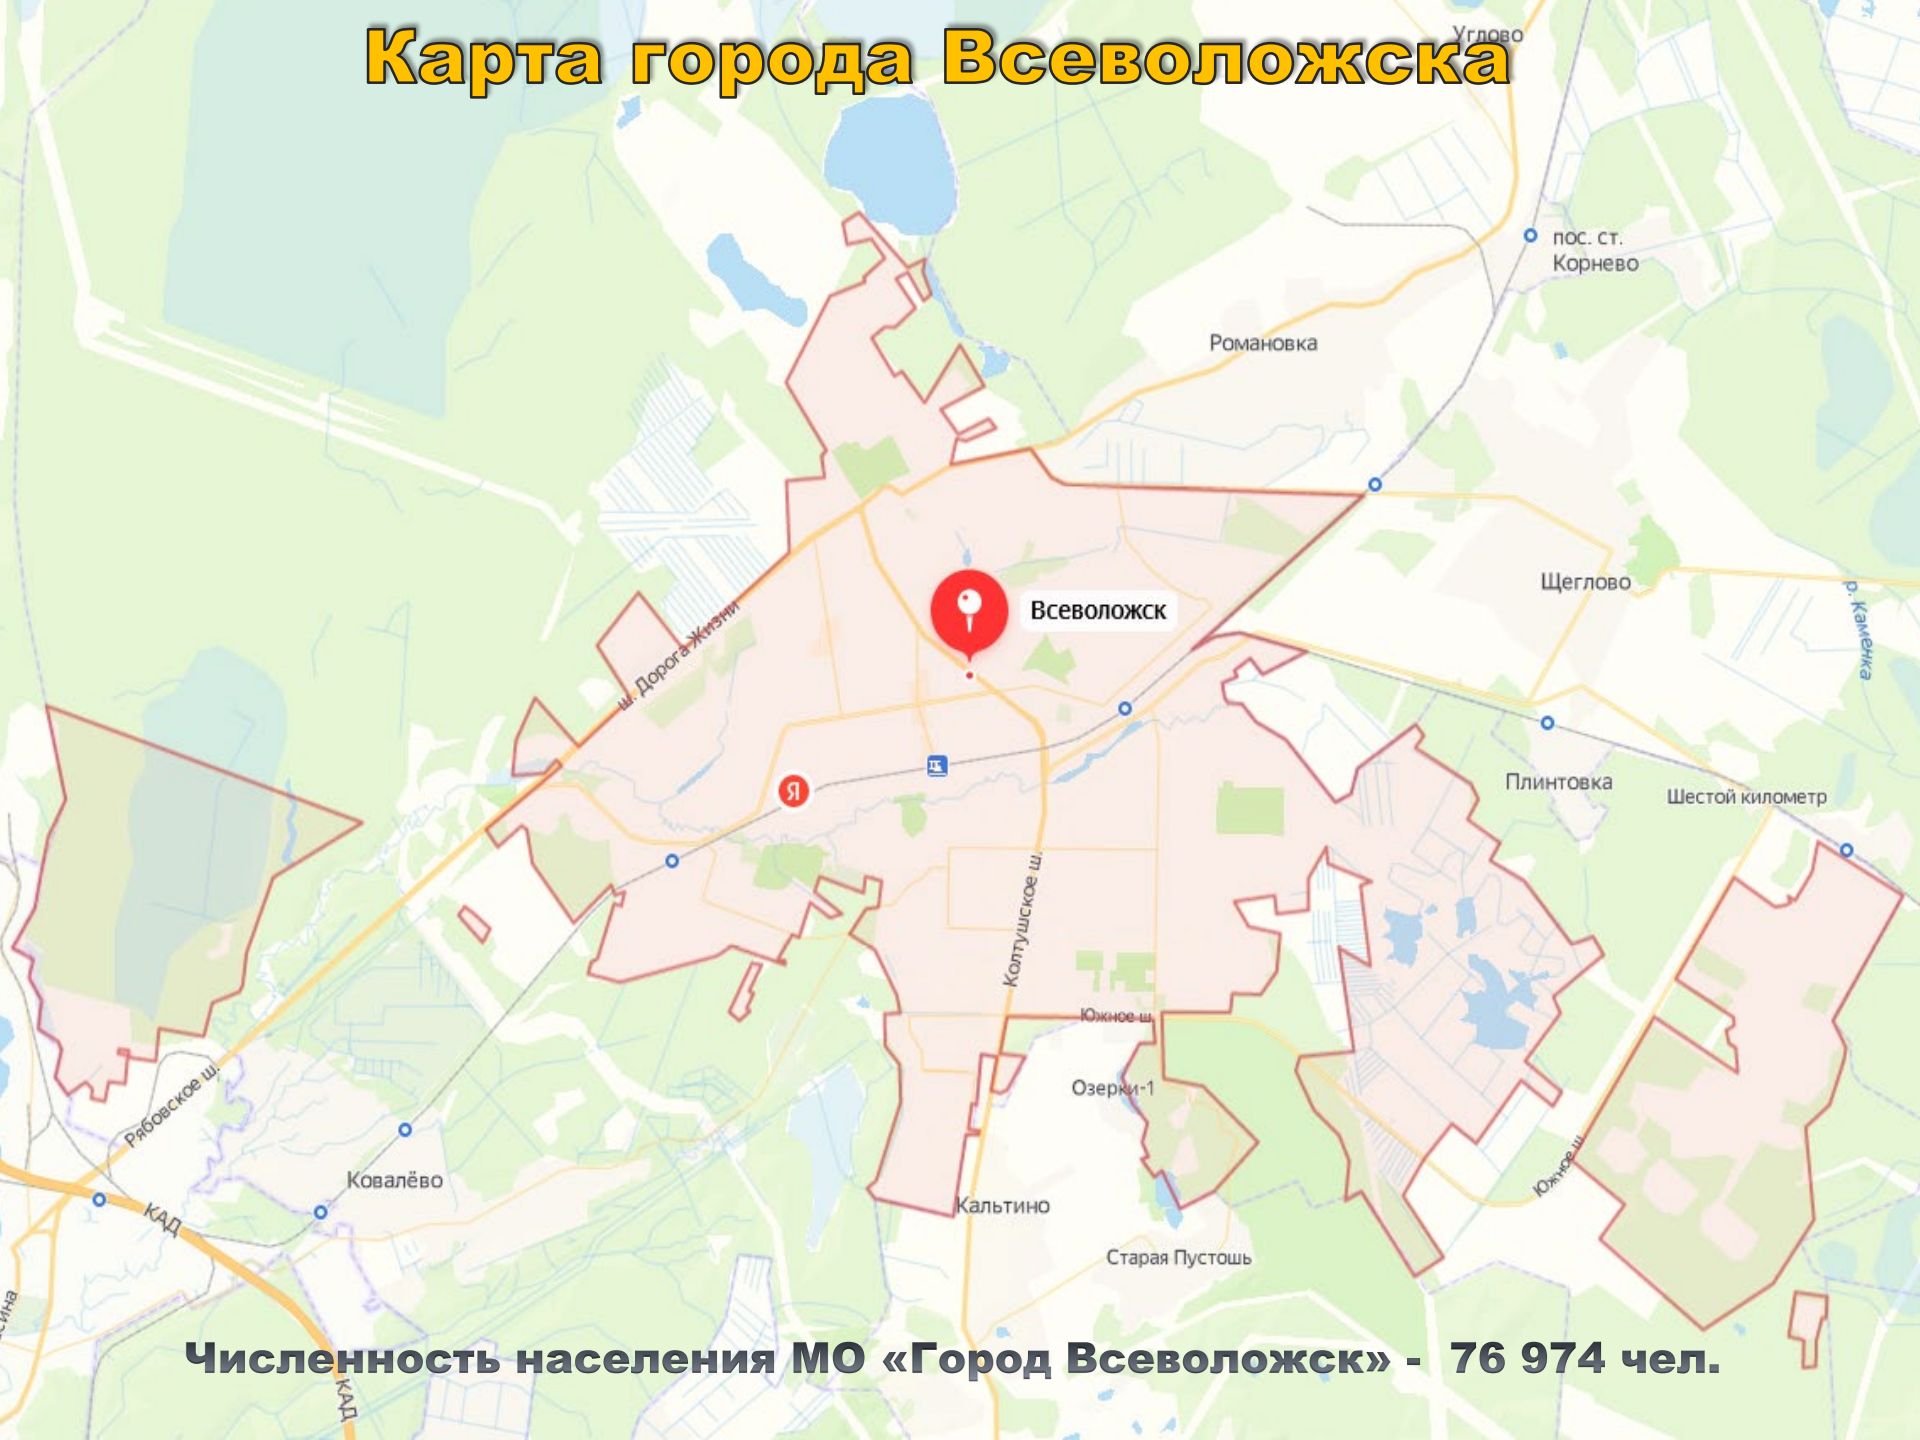 Карта города Всеволожска
Углово
пос. ст.
Корнево
Романовка
Щеглово
р. Каменка
Всеволожск
ш. Дорога Жизни
Плинтовка
Шестой километр
Я
Колтушское ш.
Южное ш.
Озерки-1
Рябовское ш.
Южное ш
Ковалёво
КАД
Кальтино
Старая Пустошь
Численность населения МО «Город Всеволожск» - 76 974 чел.
КАД